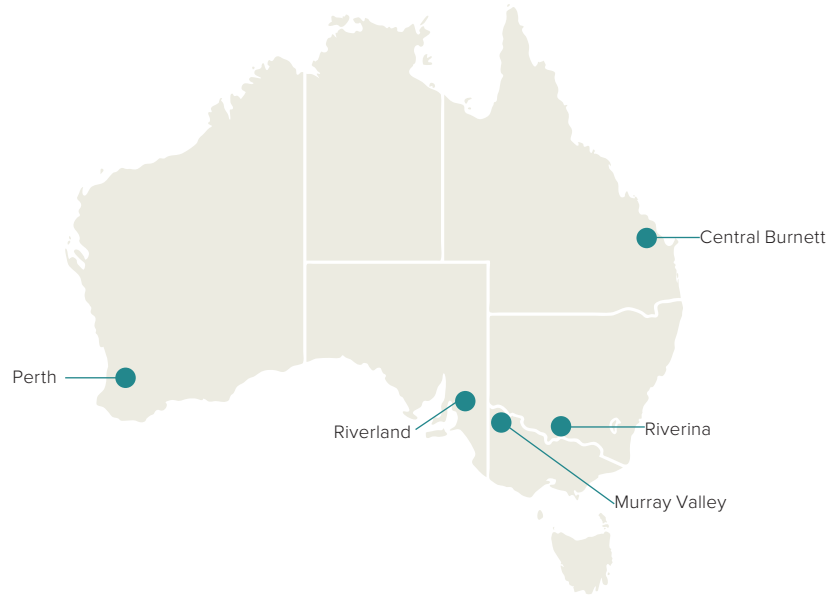 Central Burnett
Perth
Riverland
Riverina
Murray Valley